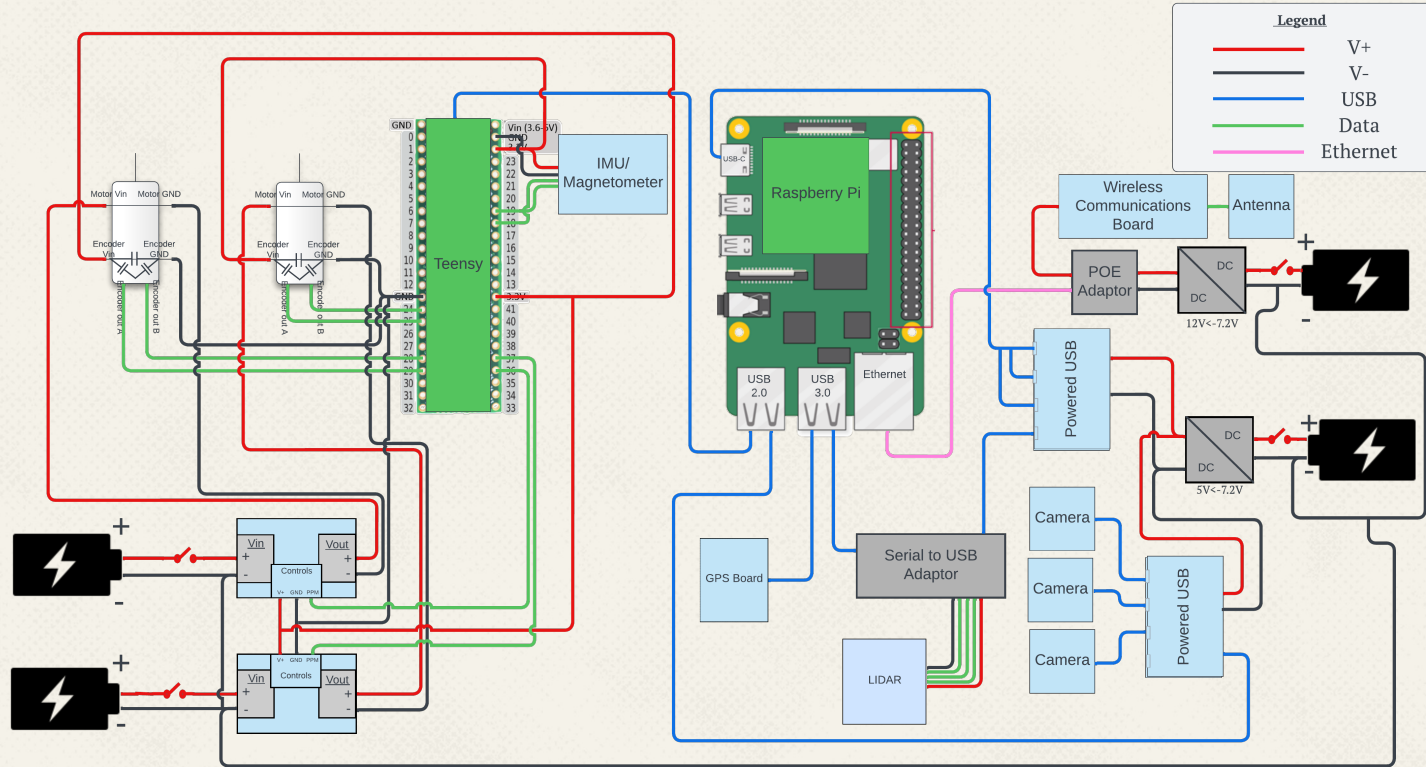 Legend
V+
V-
USB
Data
Ethernet
GND
0
1
2
3
4
5
6
7
8
9
10
11
12
GND
24
25
26
27
28
29
30
31
32
Vin (3.6-6V)
GND
23
22
21
20
19
18
17
16
15
14
13
3.3V
41
40
39
38
37
36
35
34
33
Teensy
IMU/
Magnetometer
Motor Vin
Motor GND
Encoder
Vin
Encoder
GND
Encoder out A
Encoder out B
Motor Vin
Motor GND
Encoder
Vin
Encoder
GND
Encoder out A
Encoder out B
USB-C
Raspberry Pi
USB
2.0
USB
3.0
Ethernet
Wireless
Communications
Board
Antenna
POE
Adaptor
DC
DC
12V<-7.2V
+
-
Powered USB
DC
DC
5V<-7.2V
+
-
Camera
Camera
Camera
Powered USB
GPS Board
Serial to USB
Adaptor
LIDAR
+
-
Vin
+
-
Vout
+
-
Controls
V+ GND PPM
+
-
V+ GND PPM
Controls
Vin
+
-
Vout
+
-